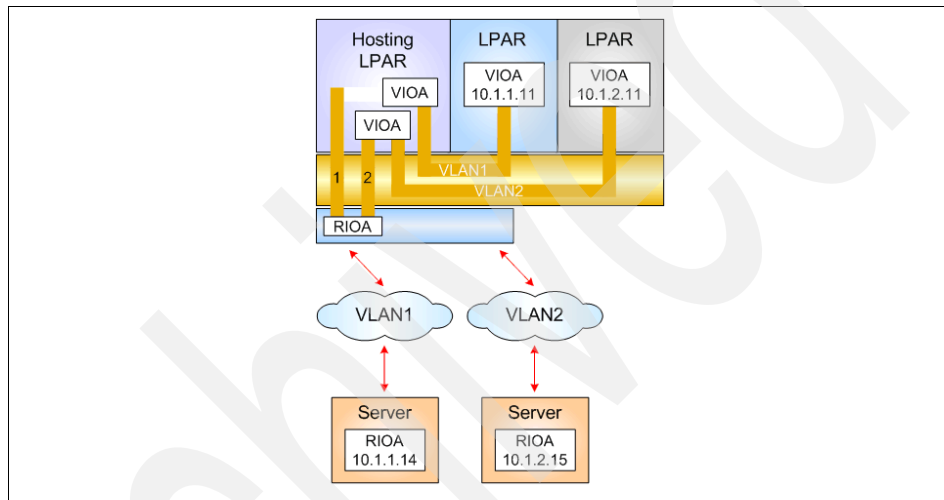 Hosting
LPAR
LPAR
LPAR
VIOA
VIOA
VIOA
10.1.1.11
VIOA
10.1.2.11
VLAN1
VLAN2
1
2
RIOA
VLAN1
VLAN2
Server
RIOA
10.1.1.14
Server
RIOA
10.1.2.15